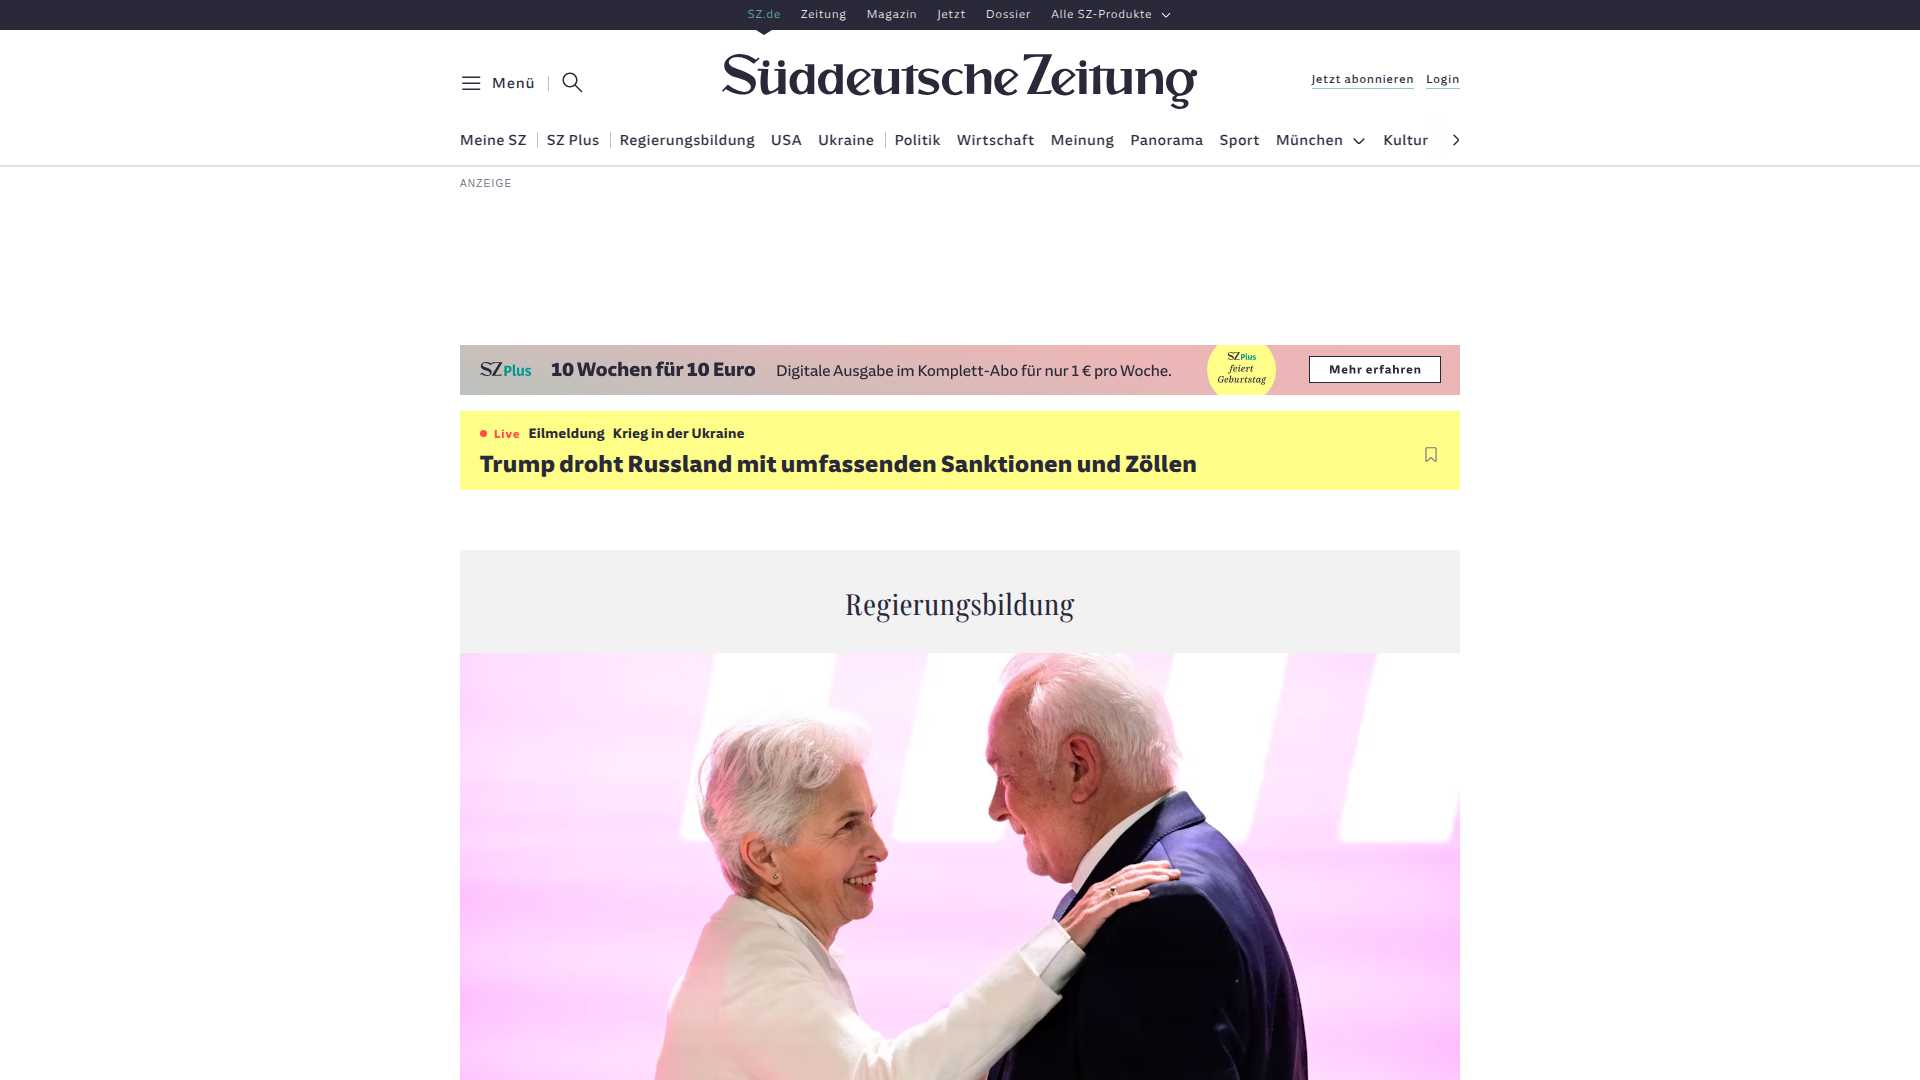 SZ.de Zeitung Magazin Jetzt Dossier Alle SZ-Produkte
Menü
Süddeutsche Zeitung
Jetzt abonnieren Login
Meine SZ SZ Plus Regierungsbildung USA Ukraine Politik Wirtschaft Meinung Panorama Sport München Kultur
ANZEIGE
SZ Plus 10 Wochen für 10 Euro Digitale Ausgabe im Komplett-Abo für nur 1 € pro Woche.
SZ Plus
feiert
Geburtstag
Mehr erfahren
Live Eilmeldung Krieg in der Ukraine
Trump droht Russland mit umfassenden Sanktionen und Zöllen
Regierungsbildung